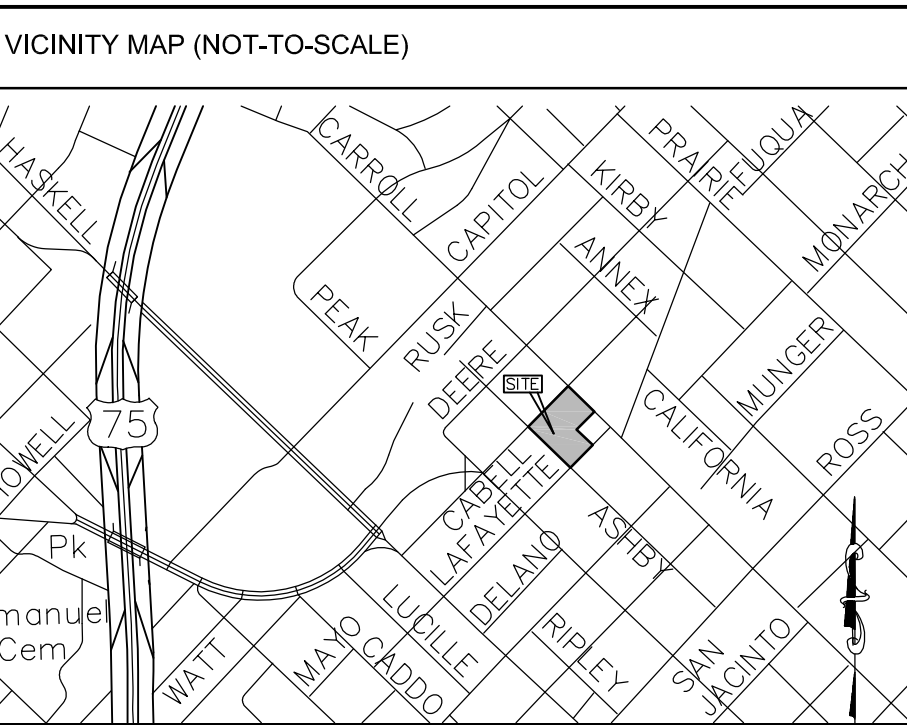 VICINITY MAP (NOT-TO-SCALE)
HASKELL
CARROLL
CAPITOL
KIRBY
PRAIRIE
FUQUA
MONARCH
ANNEX
PEAK
RUSK
DEERE
SITE
MUNGER
CALIFORNIA
ROSS
75
CABELL
LAFAYETTE
ASHBY
DELANO
Pk
manuel
Cem
WATT
MAYO
CADDO
LUCILLE
RIPLEY
SAN
JACINTO